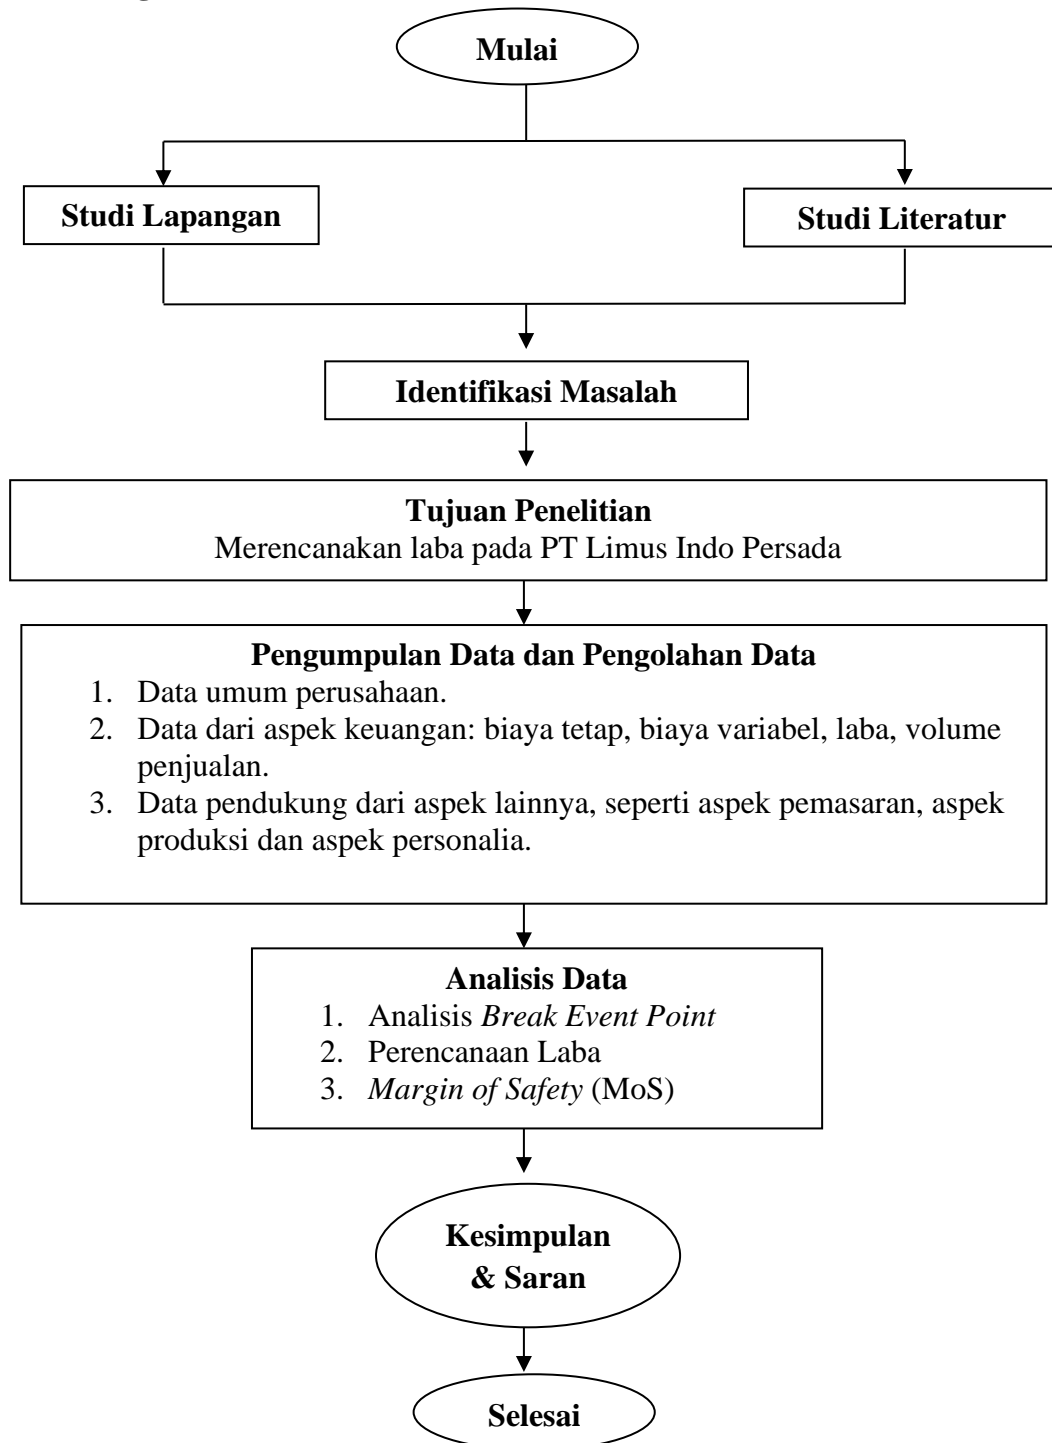 Mulai
Studi Lapangan
Studi Literatur
Identifikasi Masalah
Tujuan Penelitian
Merencanakan laba pada PT Limus Indo Persada
Pengumpulan Data dan Pengolahan Data
1. Data umum perusahaan.
2. Data dari aspek keuangan: biaya tetap, biaya variabel, laba, volume
penjualan.
3. Data pendukung dari aspek lainnya, seperti aspek pemasaran, aspek
produksi dan aspek personalia.
Analisis Data
1. Analisis Break Event Point
2. Perencanaan Laba
3. Margin of Safety (MoS)
Kesimpulan
& Saran
Selesai